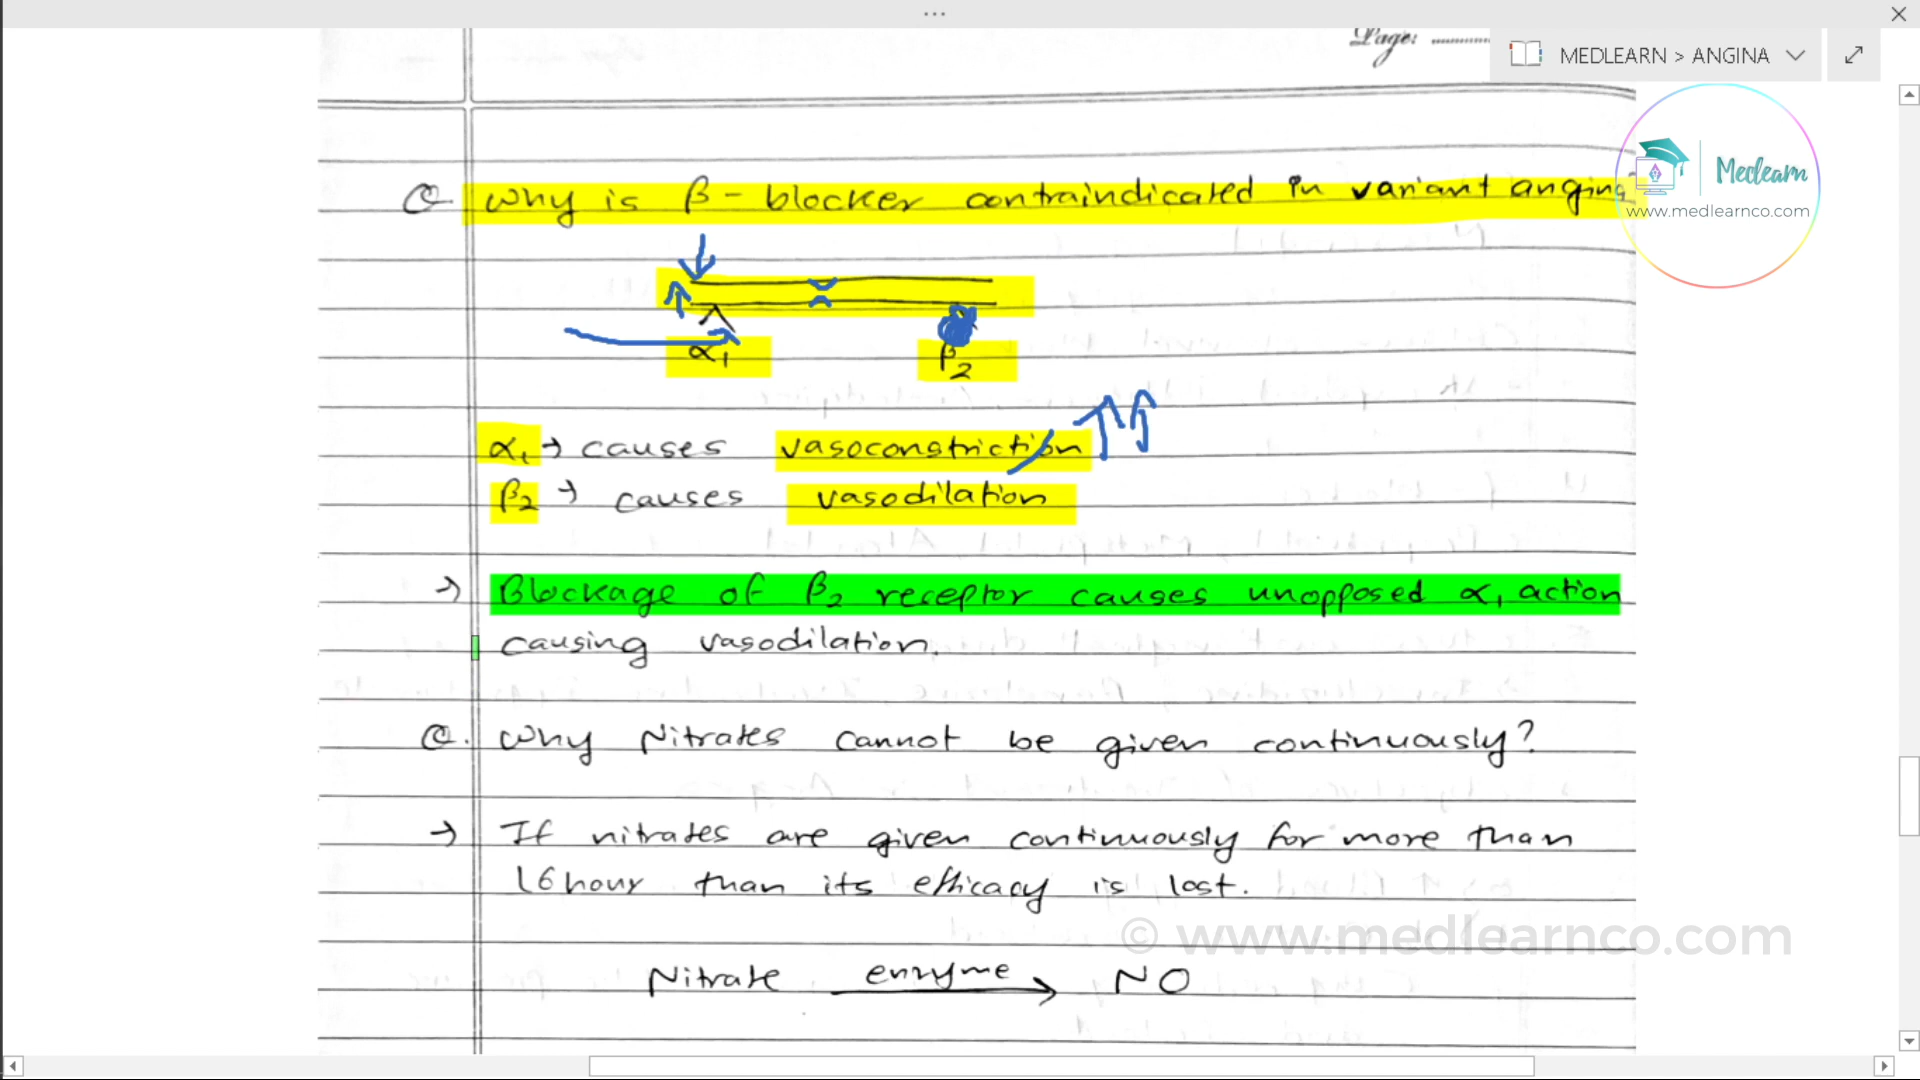 Page:
MEDLEARN > ANGINA
Medlearn
www.medlearnco.com
Q. Why is β-blocker contraindicated in variant angina
α1
β2
α1 → causes vasoconstriction
β2 → causes vasodilation
→ Blockage of β2 receptor causes unopposed α1 action
causing vasodilation.
Q. Why Nitrates cannot be given continuously?
→ If nitrates are given continuously for more than
16 hour than its efficacy is lost.
© www.medlearnco.com
Nitrate enzyme → NO